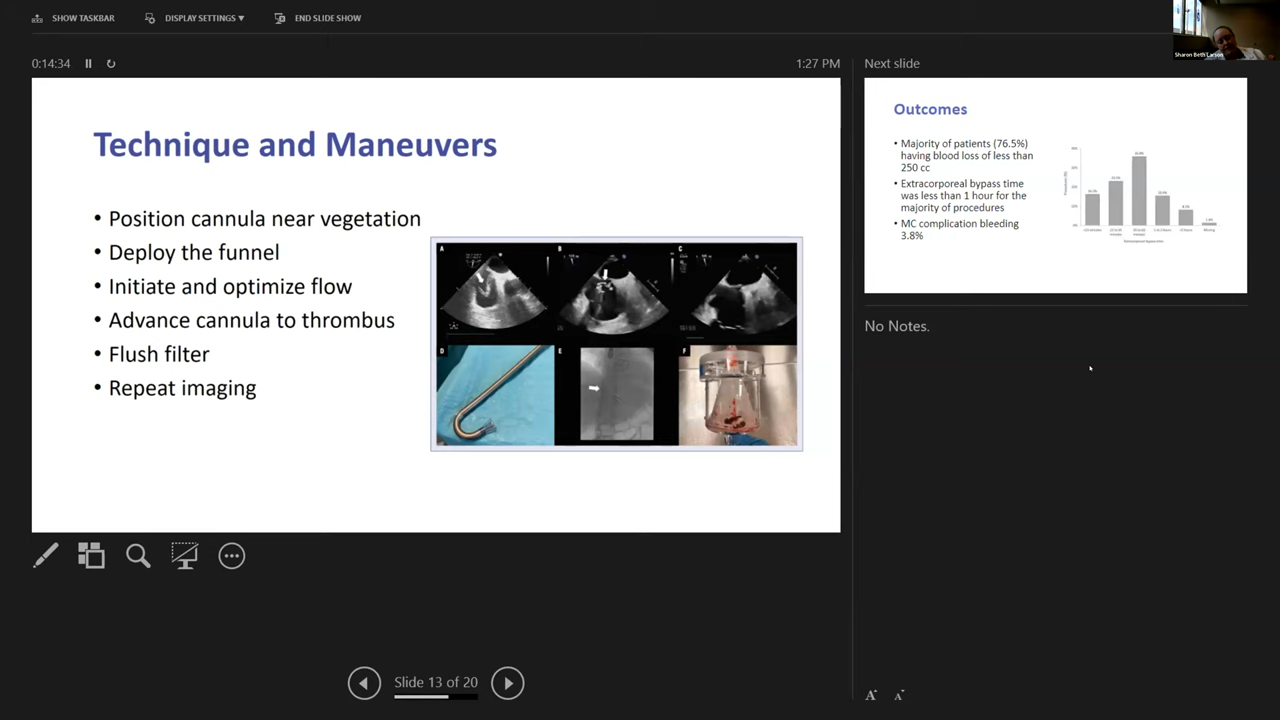 SHOW TASKBAR
DISPLAY SETTINGS ▼
END SLIDE SHOW
Sharon Beth Larson
0:14:34
1:27 PM
Next slide
Technique and Maneuvers
• Position cannula near vegetation
• Deploy the funnel
• Initiate and optimize flow
• Advance cannula to thrombus
• Flush filter
• Repeat imaging
A
B
C
D
E
F
Outcomes
• Majority of patients (76.5%)
having blood loss of less than
250 cc
• Extracorporeal bypass time
was less than 1 hour for the
majority of procedures
• MC complication bleeding
3.8%
No Notes.
Slide 13 of 20
A
A